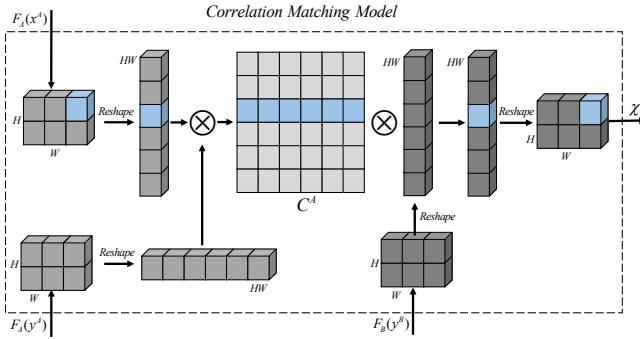 Correlation Matching Model
F_A(x^A)
HW
HW
HW
χ
H
Reshape
Reshape
H
W
W
C^A
Reshape
H
Reshape
H
W
HW
W
F_A(y^A)
F_B(y^B)